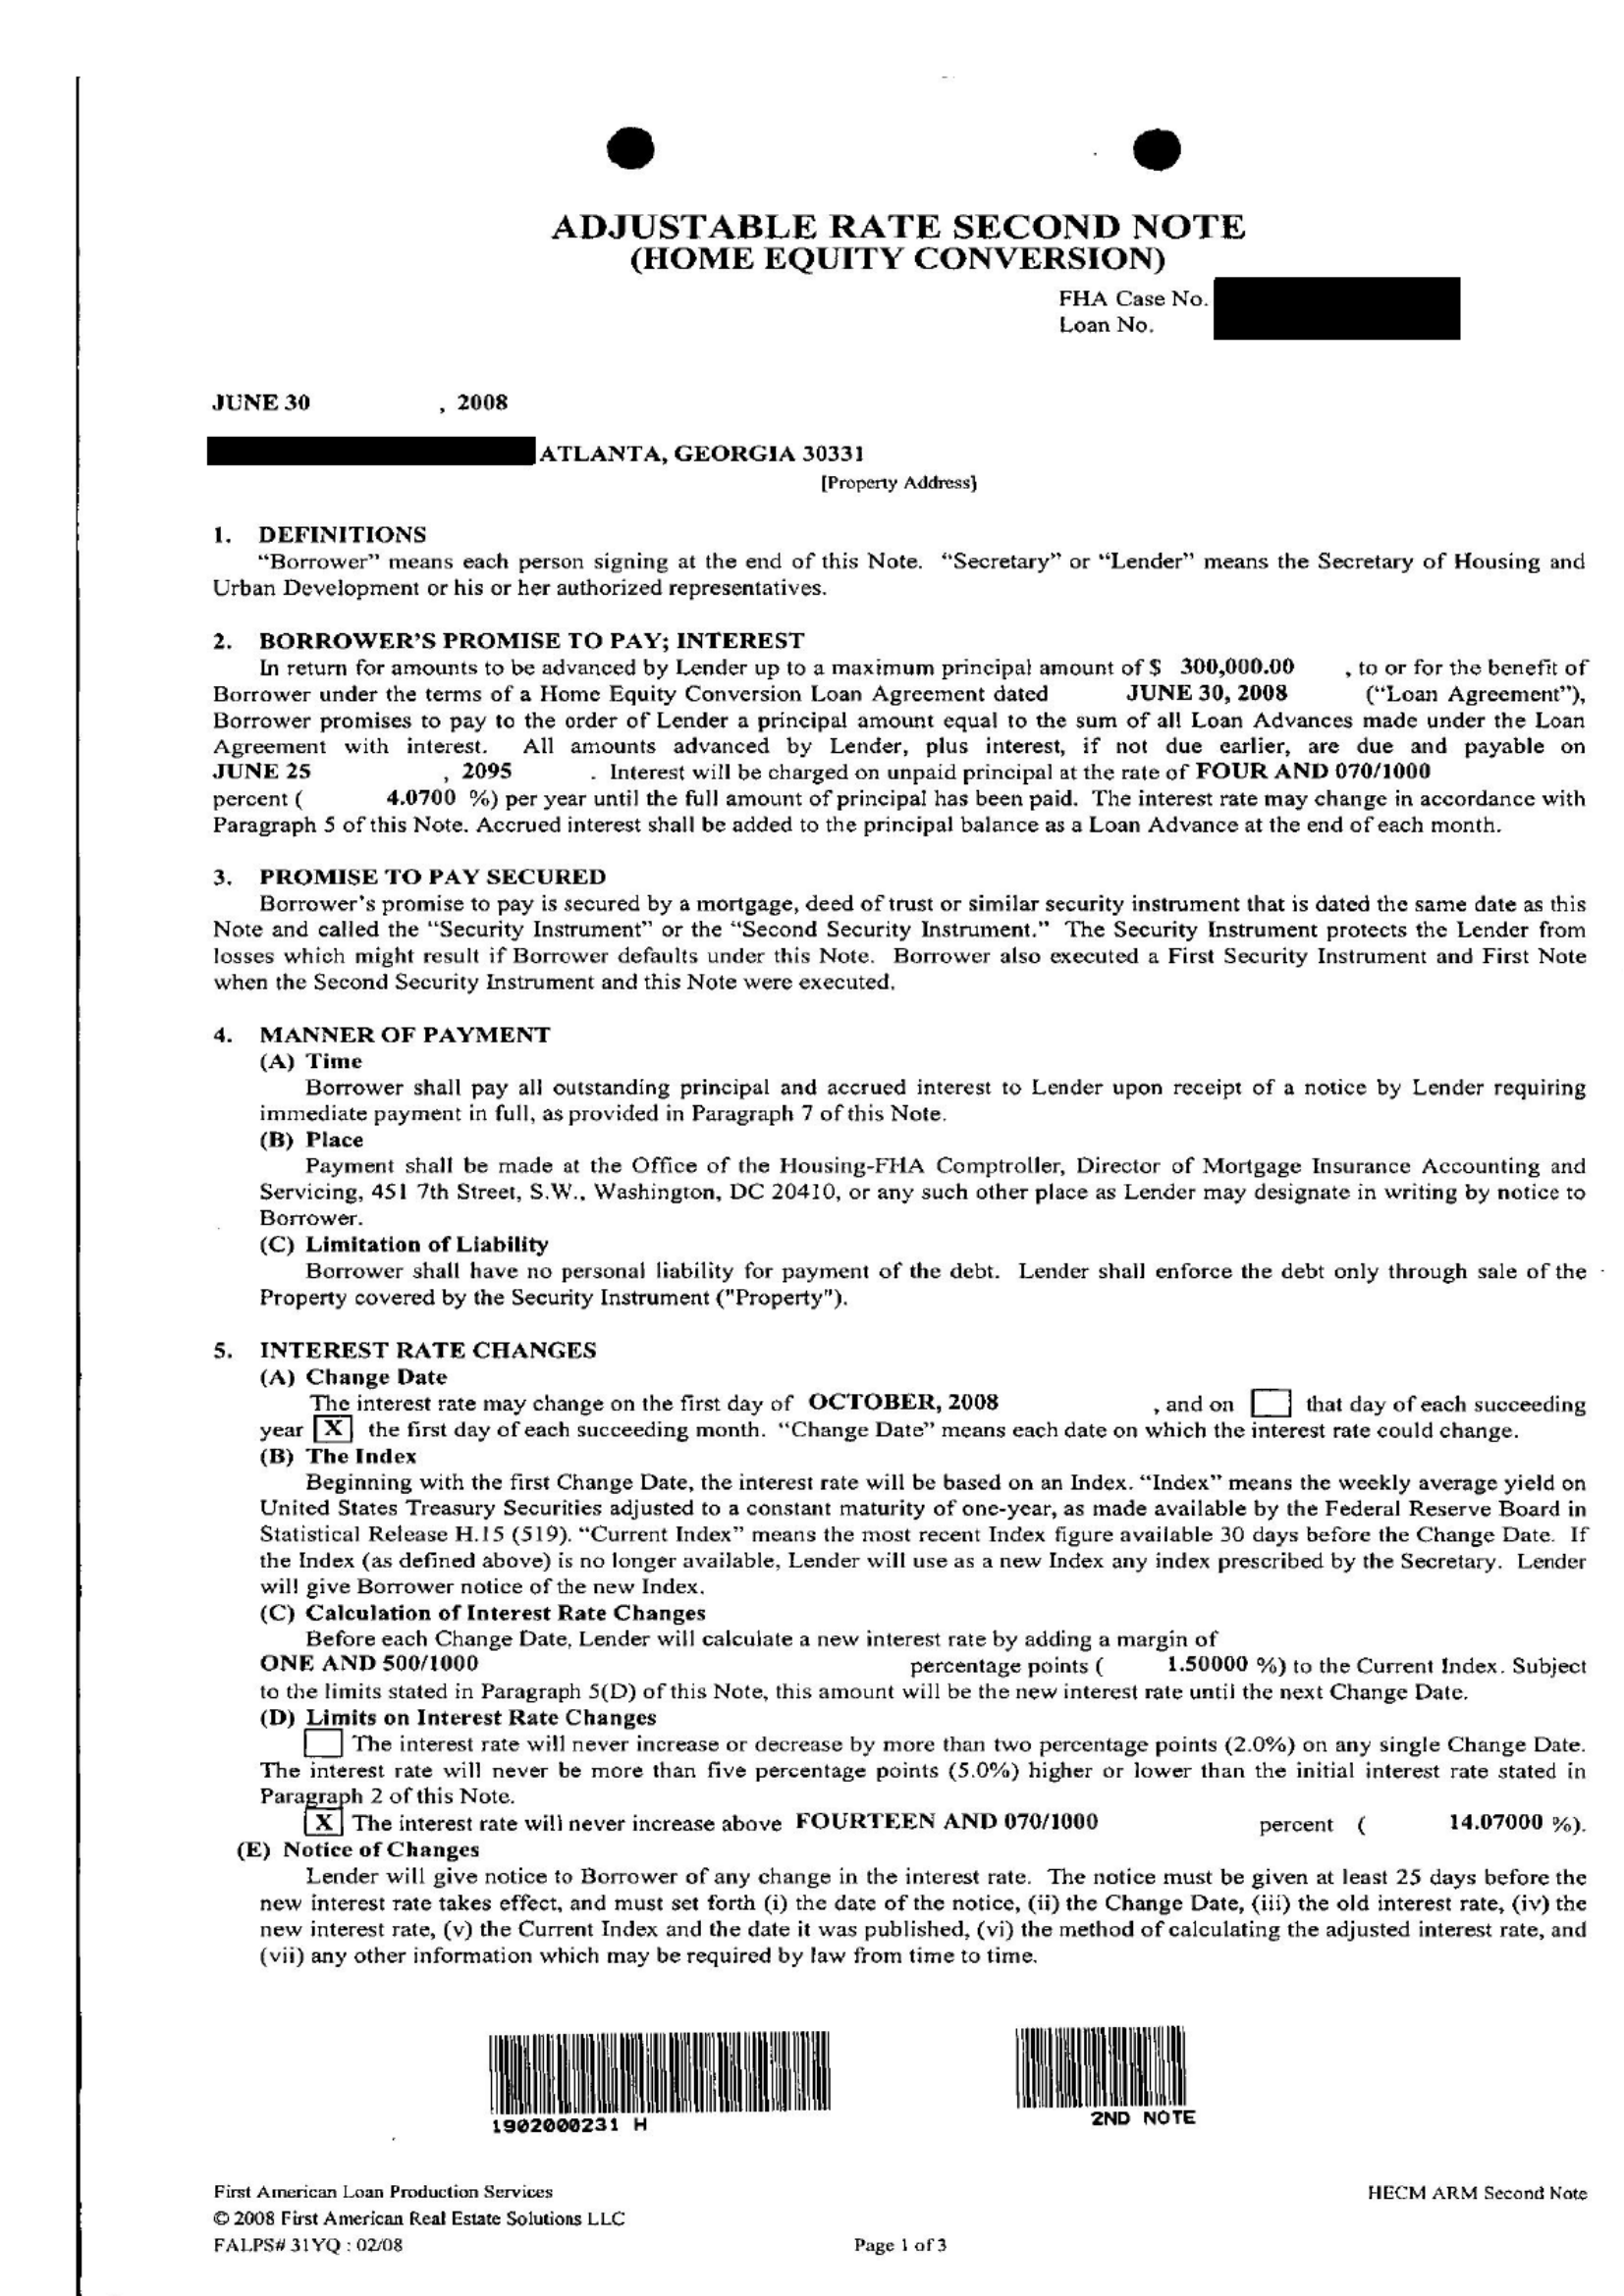 ADJUSTABLE RATE SECOND NOTE
(HOME EQUITY CONVERSION)
FHA Case No.
Loan No.
JUNE 30 , 2008
ATLANTA, GEORGIA 30331
[Property Address]
1. DEFINITIONS
“Borrower” means each person signing at the end of this Note. “Secretary” or “Lender” means the Secretary of Housing and
Urban Development or his or her authorized representatives.
2. BORROWER'S PROMISE TO PAY; INTEREST
In return for amounts to be advanced by Lender up to a maximum principal amount of $ 300,000.00 , to or for the benefit of
Borrower under the terms of a Home Equity Conversion Loan Agreement dated JUNE 30, 2008 (“Loan Agreement”),
Borrower promises to pay to the order of Lender a principal amount equal to the sum of all Loan Advances made under the Loan
Agreement with interest. All amounts advanced by Lender, plus interest, if not due earlier, are due and payable on
JUNE 25 , 2095 . Interest will be charged on unpaid principal at the rate of FOUR AND 070/1000
percent ( 4.0700 %) per year until the full amount of principal has been paid. The interest rate may change in accordance with
Paragraph 5 of this Note. Accrued interest shall be added to the principal balance as a Loan Advance at the end of each month.
3. PROMISE TO PAY SECURED
Borrower's promise to pay is secured by a mortgage, deed of trust or similar security instrument that is dated the same date as this
Note and called the “Security Instrument” or the “Second Security Instrument.” The Security Instrument protects the Lender from
losses which might result if Borrower defaults under this Note. Borrower also executed a First Security Instrument and First Note
when the Second Security Instrument and this Note were executed.
4. MANNER OF PAYMENT
(A) Time
Borrower shall pay all outstanding principal and accrued interest to Lender upon receipt of a notice by Lender requiring
immediate payment in full, as provided in Paragraph 7 of this Note.
(B) Place
Payment shall be made at the Office of the Housing-FHA Comptroller, Director of Mortgage Insurance Accounting and
Servicing, 451 7th Street, S.W., Washington, DC 20410, or any such other place as Lender may designate in writing by notice to
Borrower.
(C) Limitation of Liability
Borrower shall have no personal liability for payment of the debt. Lender shall enforce the debt only through sale of the
Property covered by the Security Instrument ("Property").
5. INTEREST RATE CHANGES
(A) Change Date
The interest rate may change on the first day of OCTOBER, 2008 , and on that day of each succeeding
year X the first day of each succeeding month. “Change Date” means each date on which the interest rate could change.
(B) The Index
Beginning with the first Change Date, the interest rate will be based on an Index. “Index” means the weekly average yield on
United States Treasury Securities adjusted to a constant maturity of one-year, as made available by the Federal Reserve Board in
Statistical Release H.15 (519). “Current Index” means the most recent Index figure available 30 days before the Change Date. If
the Index (as defined above) is no longer available, Lender will use as a new Index any index prescribed by the Secretary. Lender
will give Borrower notice of the new Index.
(C) Calculation of Interest Rate Changes
Before each Change Date, Lender will calculate a new interest rate by adding a margin of
ONE AND 500/1000 percentage points ( 1.50000 %) to the Current Index. Subject
to the limits stated in Paragraph 5(D) of this Note, this amount will be the new interest rate until the next Change Date.
(D) Limits on Interest Rate Changes
The interest rate will never increase or decrease by more than two percentage points (2.0%) on any single Change Date.
The interest rate will never be more than five percentage points (5.0%) higher or lower than the initial interest rate stated in
Paragraph 2 of this Note.
X The interest rate will never increase above FOURTEEN AND 070/1000 percent ( 14.07000 %).
(E) Notice of Changes
Lender will give notice to Borrower of any change in the interest rate. The notice must be given at least 25 days before the
new interest rate takes effect, and must set forth (i) the date of the notice, (ii) the Change Date, (iii) the old interest rate, (iv) the
new interest rate, (v) the Current Index and the date it was published, (vi) the method of calculating the adjusted interest rate, and
(vii) any other information which may be required by law from time to time.
1902000231 H
2ND NOTE
First American Loan Production Services HECM ARM Second Note
© 2008 First American Real Estate Solutions LLC
FALPS# 31YQ : 02/08 Page 1 of 3